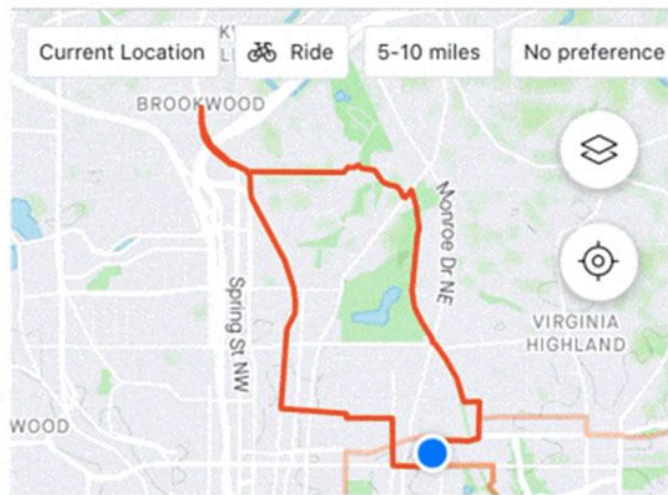 Current Location
Ride
5-10 miles
No preference
BROOKWOOD
Monroe Dr NE
Spring St NW
VIRGINIA
HIGHLAND
WOOD